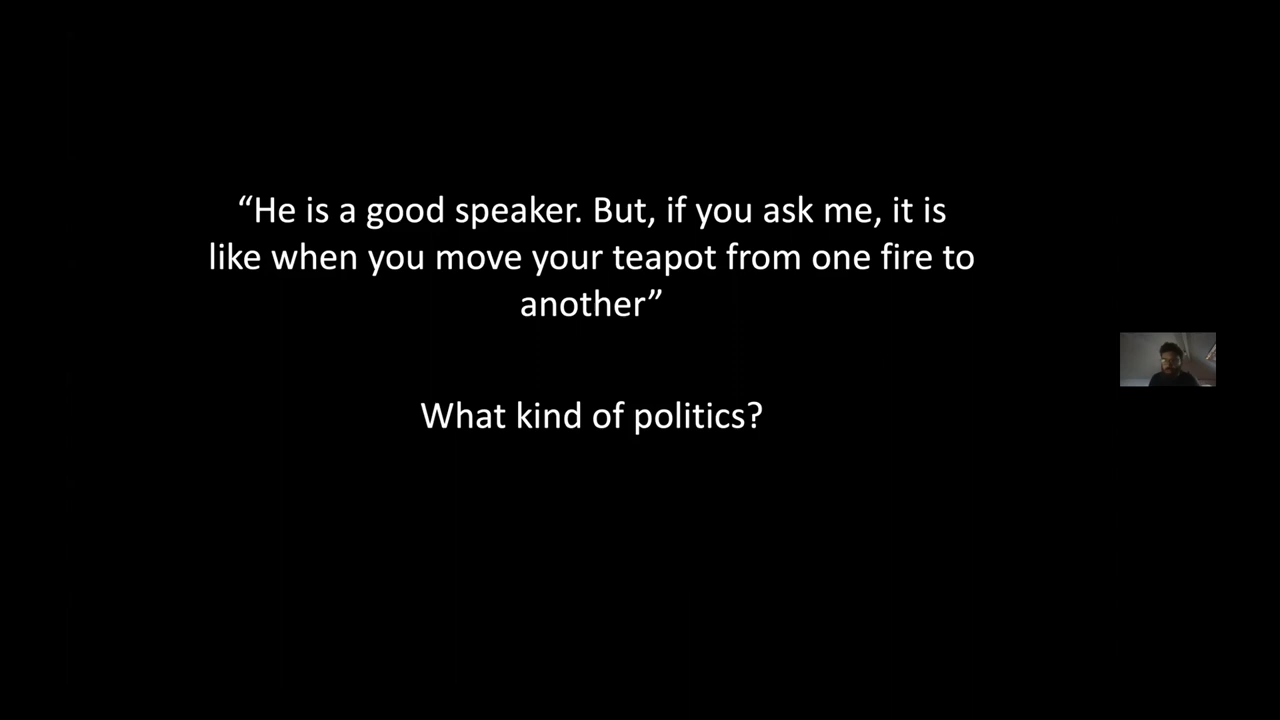 “He is a good speaker. But, if you ask me, it is
like when you move your teapot from one fire to
another”
What kind of politics?